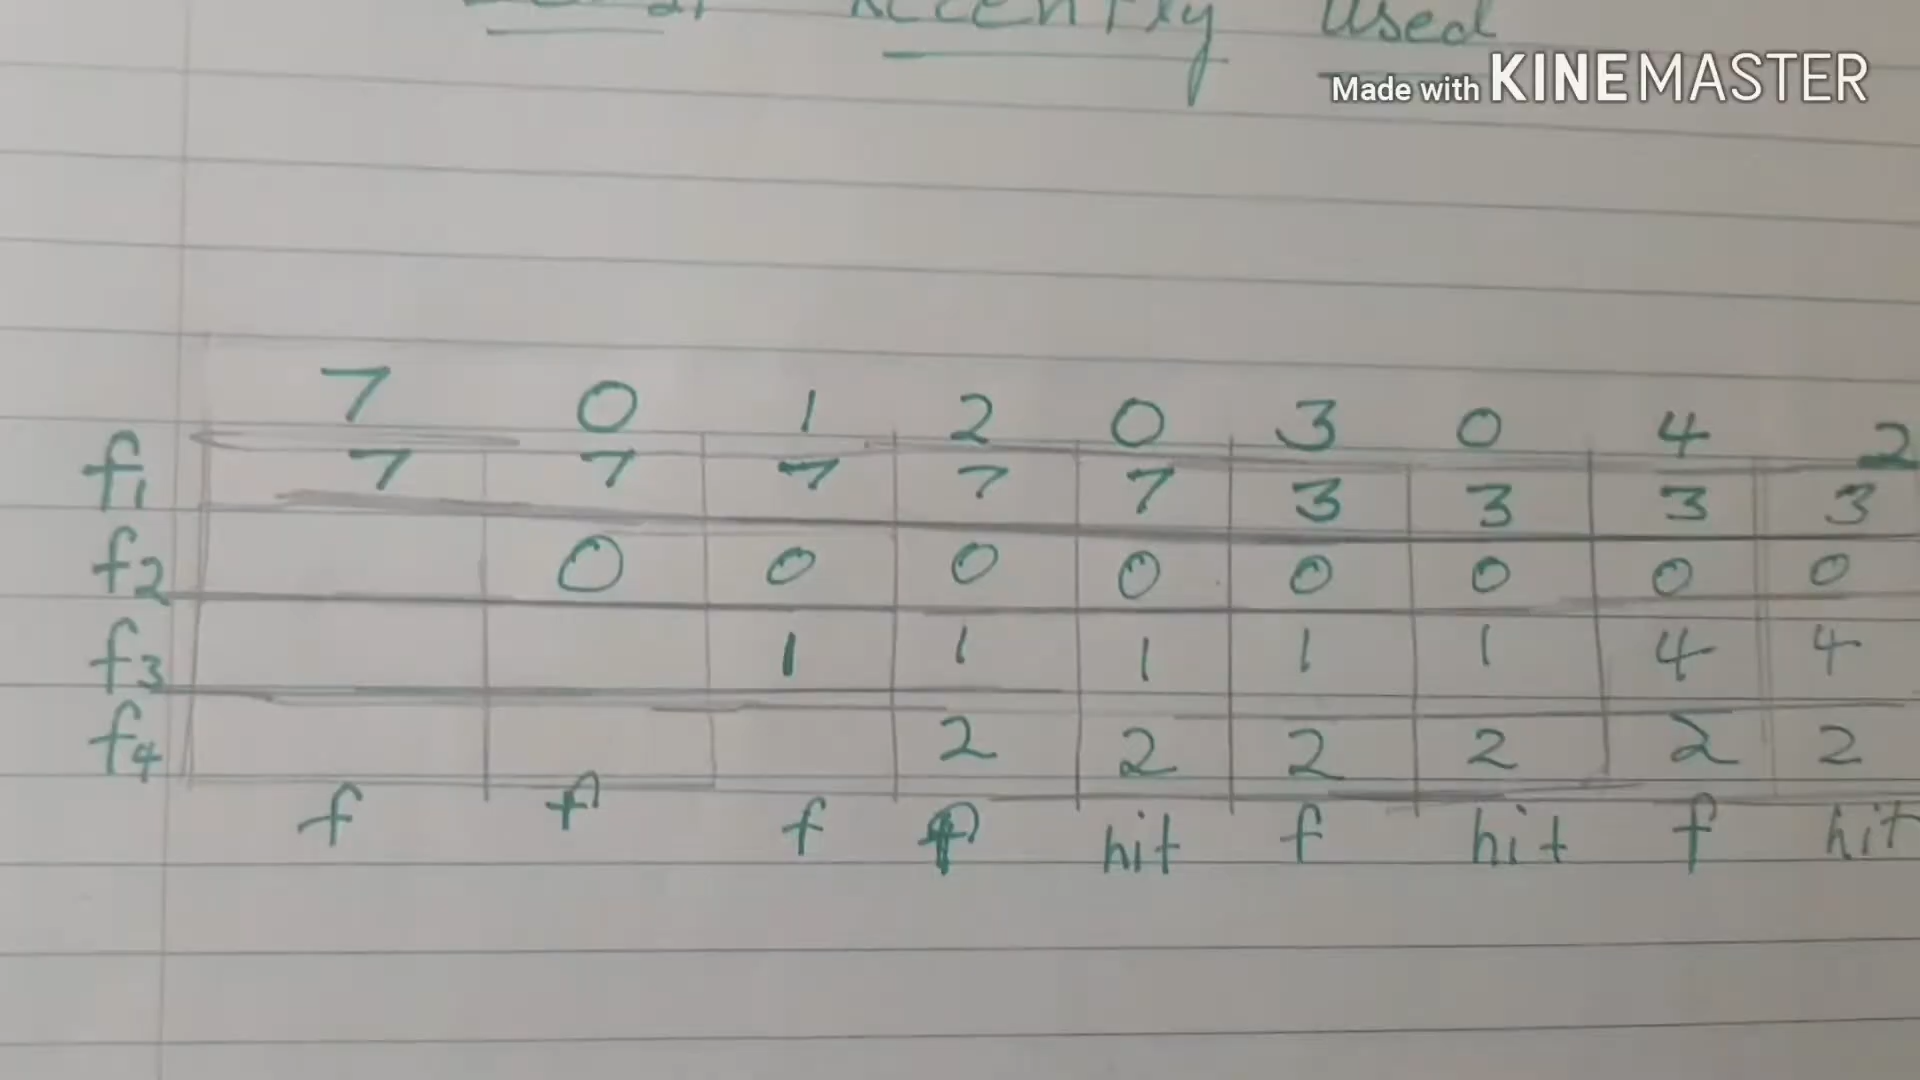 Recently Used
Made with KINEMASTER
7 0 1 2 0 3 0 4 2
f1 7 7 7 7 7 3 3 3 3
f2 0 0 0 0 0 0 0 0
f3 1 1 1 1 1 4 4
f4 2 2 2 2 2 2
f f f f hit f hit f hit